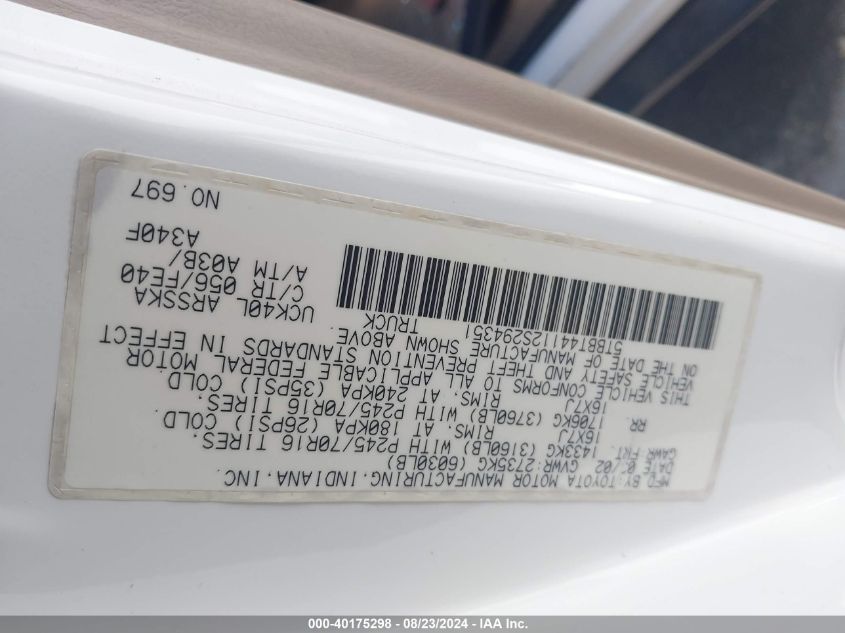 MFD BY:TOYOTA MOTOR MANUFACTURING.INDIANA.INC
DATE GVWR:2735KG (6030LB)
GAWR:FRT. 1433KG (3160LB) WITH P245/70R16 TIRES.
16X7J RIMS. AT 180KPA (26PSI) COLD
RR 1706KG (3760LB) WITH P245/70R16 TIRES.
16X7J RIMS. AT 240KPA (35PSI) COLD
THIS VEHICLE CONFORMS TO ALL APPLICABLE FEDERAL MOTOR
VEHICLE SAFETY AND THEFT PREVENTION STANDARDS IN EFFECT
ON THE DATE OF MANUFACTURE SHOWN ABOVE.
5TBBT44112S294351 TRUCK
UCK40L ARSSKA
C/TR 056/FE40
A/TM A03B/ A340F
NO.697
000-40175298 - 08/23/2024 - IAA Inc.